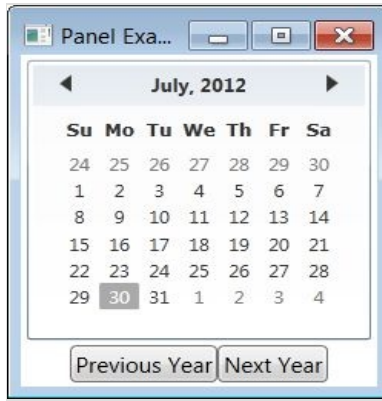 Panel Exa...
July, 2012
Su Mo Tu We Th Fr Sa
24 25 26 27 28 29 30
1 2 3 4 5 6 7
8 9 10 11 12 13 14
15 16 17 18 19 20 21
22 23 24 25 26 27 28
29 30 31 1 2 3 4
Previous Year Next Year